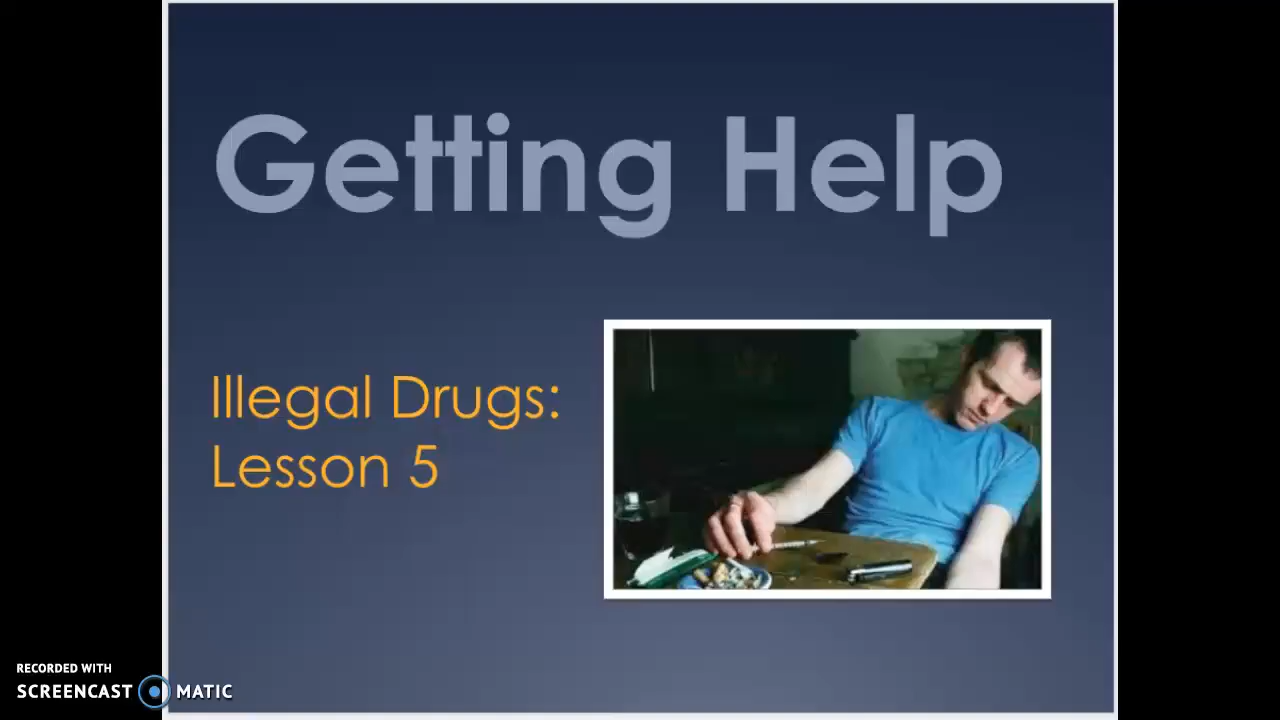 Getting Help
Illegal Drugs:
Lesson 5
RECORDED WITH
SCREENCAST MATIC